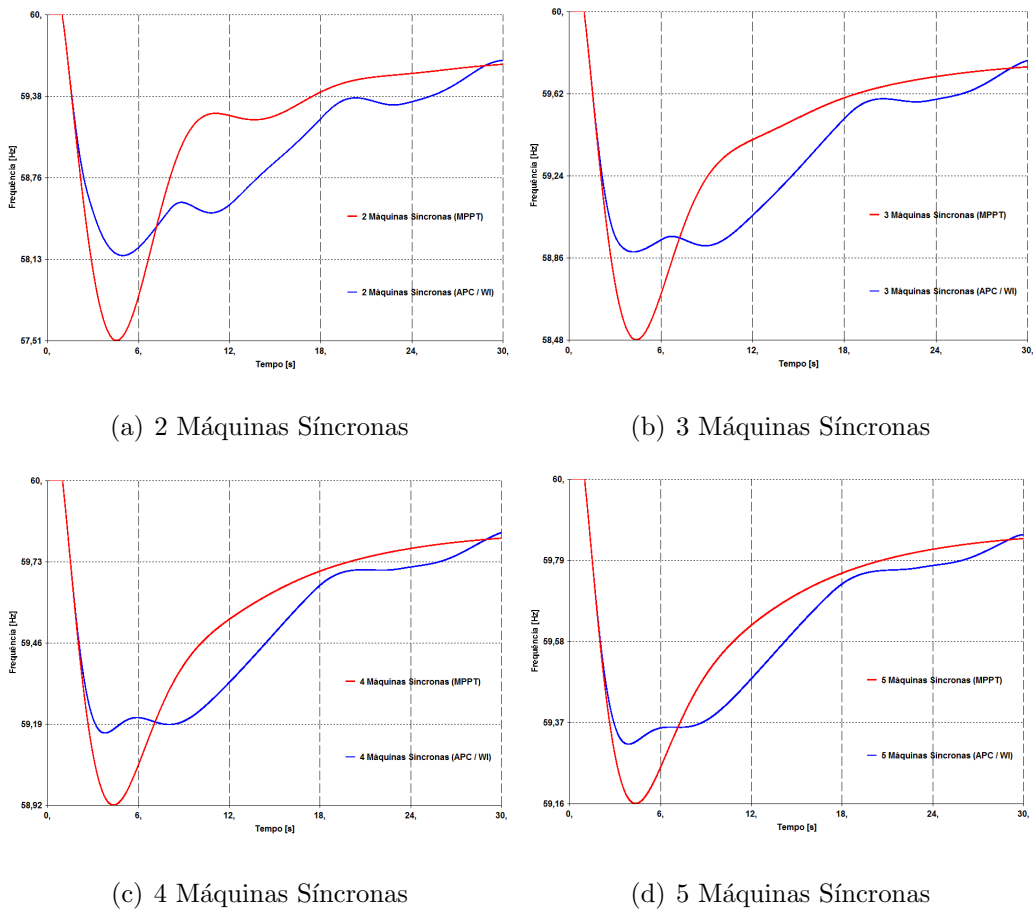 60,
59,38
58,76
58,13
57,51
Frequência [Hz]
2 Máquinas Síncronas (MPPT)
2 Máquinas Síncronas (APC / WI)
0,
6,
12,
18,
24,
30,
Tempo [s]
(a) 2 Máquinas Síncronas
60,
59,62
59,24
58,86
58,48
Frequência [Hz]
3 Máquinas Síncronas (MPPT)
3 Máquinas Síncronas (APC / WI)
0,
6,
12,
18,
24,
30,
Tempo [s]
(b) 3 Máquinas Síncronas
60,
59,73
59,46
59,19
58,92
Frequência [Hz]
4 Máquinas Síncronas (MPPT)
4 Máquinas Síncronas (APC / WI)
0,
6,
12,
18,
24,
30,
Tempo [s]
(c) 4 Máquinas Síncronas
60,
59,79
59,58
59,37
59,16
Frequência [Hz]
5 Máquinas Síncronas (MPPT)
5 Máquinas Síncronas (APC / WI)
0,
6,
12,
18,
24,
30,
Tempo [s]
(d) 5 Máquinas Síncronas